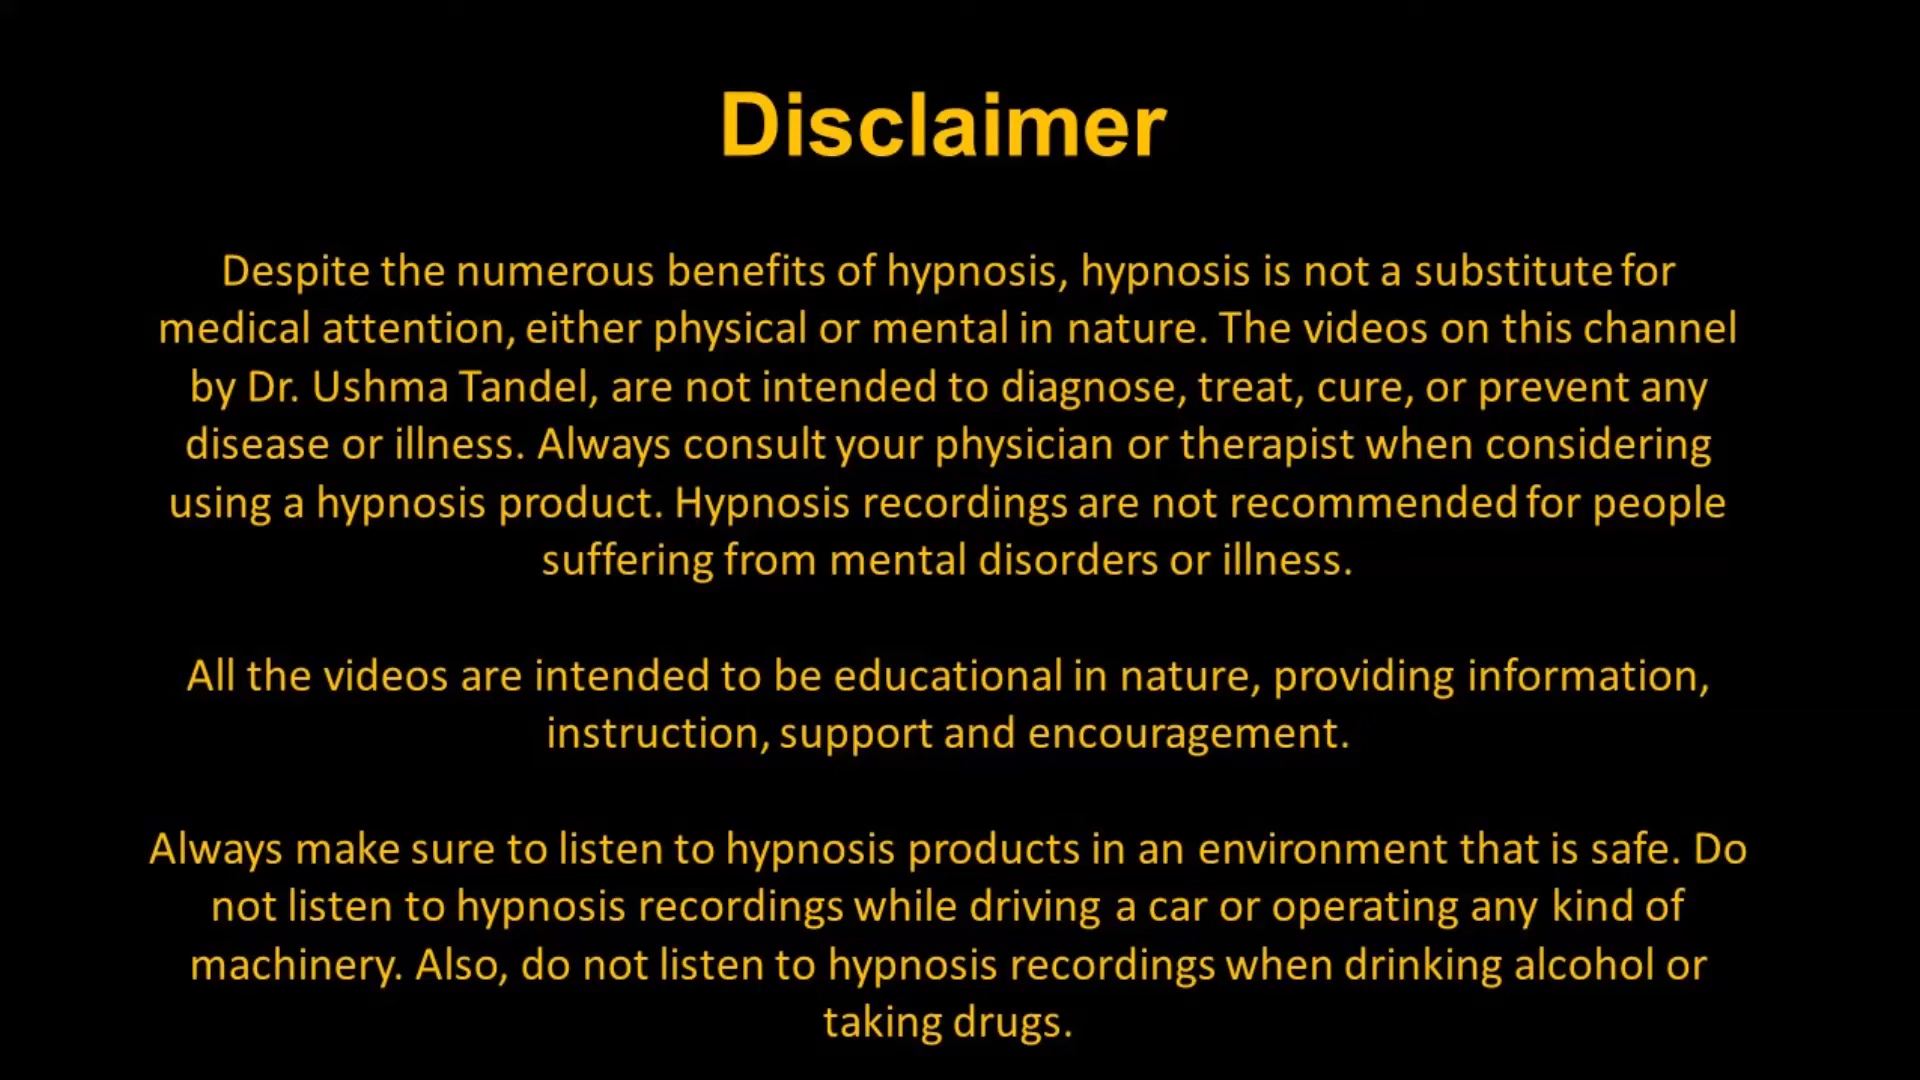 Disclaimer
Despite the numerous benefits of hypnosis, hypnosis is not a substitute for
medical attention, either physical or mental in nature. The videos on this channel
by Dr. Ushma Tandel, are not intended to diagnose, treat, cure, or prevent any
disease or illness. Always consult your physician or therapist when considering
using a hypnosis product. Hypnosis recordings are not recommended for people
suffering from mental disorders or illness.
All the videos are intended to be educational in nature, providing information,
instruction, support and encouragement.
Always make sure to listen to hypnosis products in an environment that is safe. Do
not listen to hypnosis recordings while driving a car or operating any kind of
machinery. Also, do not listen to hypnosis recordings when drinking alcohol or
taking drugs.